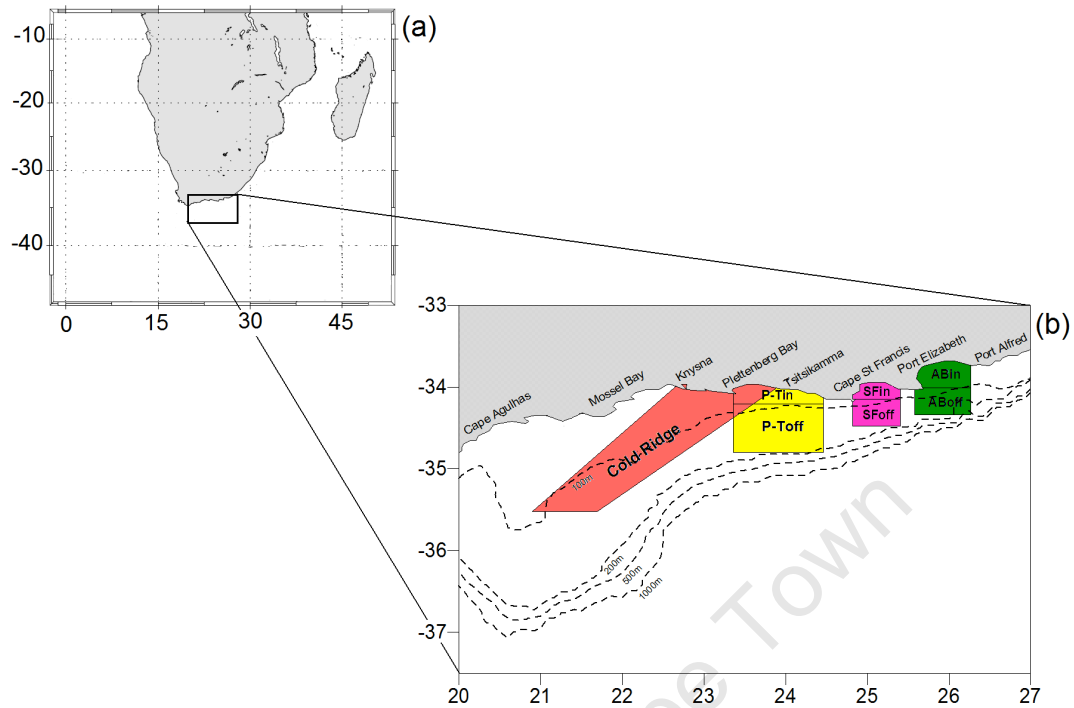 (a)
-10
-20
-30
-40
0 15 30 45
(b)
-33
-34
-35
-36
-37
20 21 22 23 24 25 26 27
Cape Agulhas
Mossel Bay
Knysna
Plettenberg Bay
Tsitsikamma
Cape St Francis
Port Elizabeth
Port Alfred
Cold-Ridge
P-Tin
P-Toff
SFin
SFoff
ABin
ABoff
100m
200m
500m
1000m
pe Town